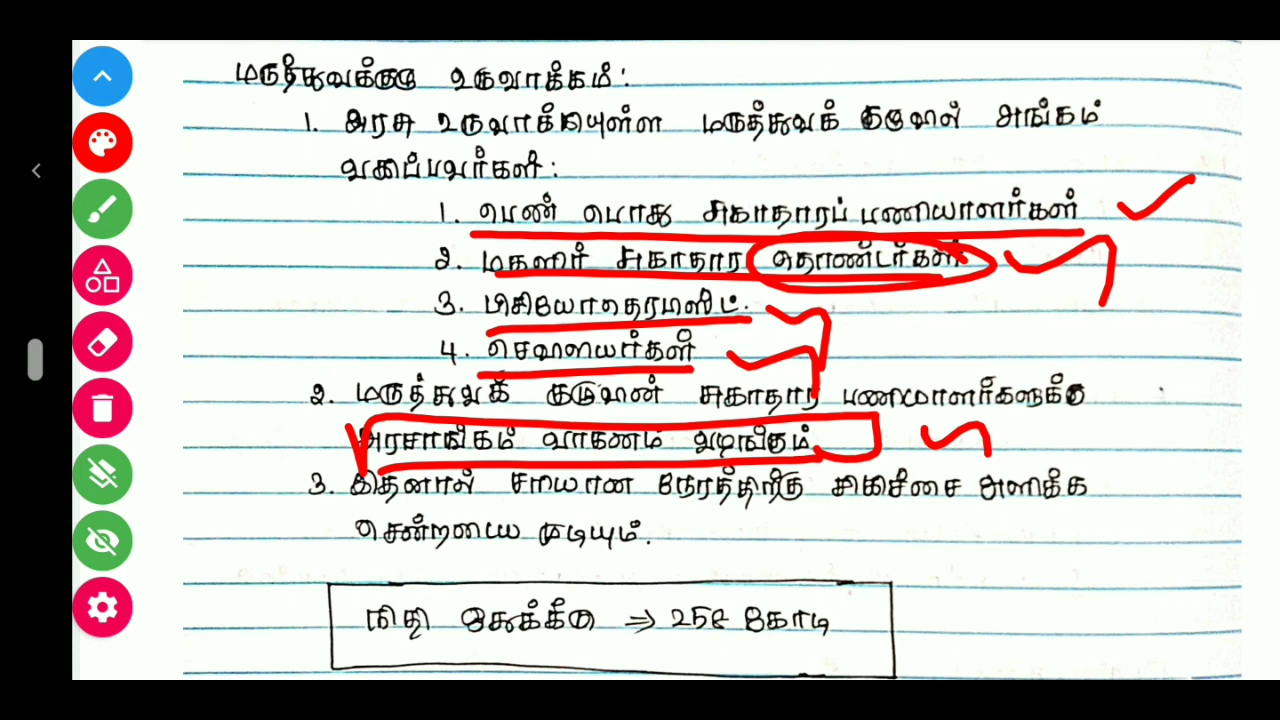 மருத்துவக்குழு உருவாக்கம்:
1. அரசு உருவாக்கியுள்ள மருத்துவக் குழுவில் அங்கம்
வகிப்பவர்கள்:
1. பெண் பொது சுகாதாரப் பணியாளர்கள்
2. மகளிர் சுகாதார தொண்டர்கள்
3. பிசியோதெரபிஸ்ட்.
4. செவிலியர்கள்
2. மருத்துவக் குழுவின் சுகாதார பணியாளர்களுக்கு
அரசாங்கம் வாகனம் வழங்கும்
3. இதனால் சரியான நேரத்திற்கு சிகிச்சை அளிக்க
சென்றடைய முடியும்.
நிதி ஒதுக்கீடு ⇒ கோடி